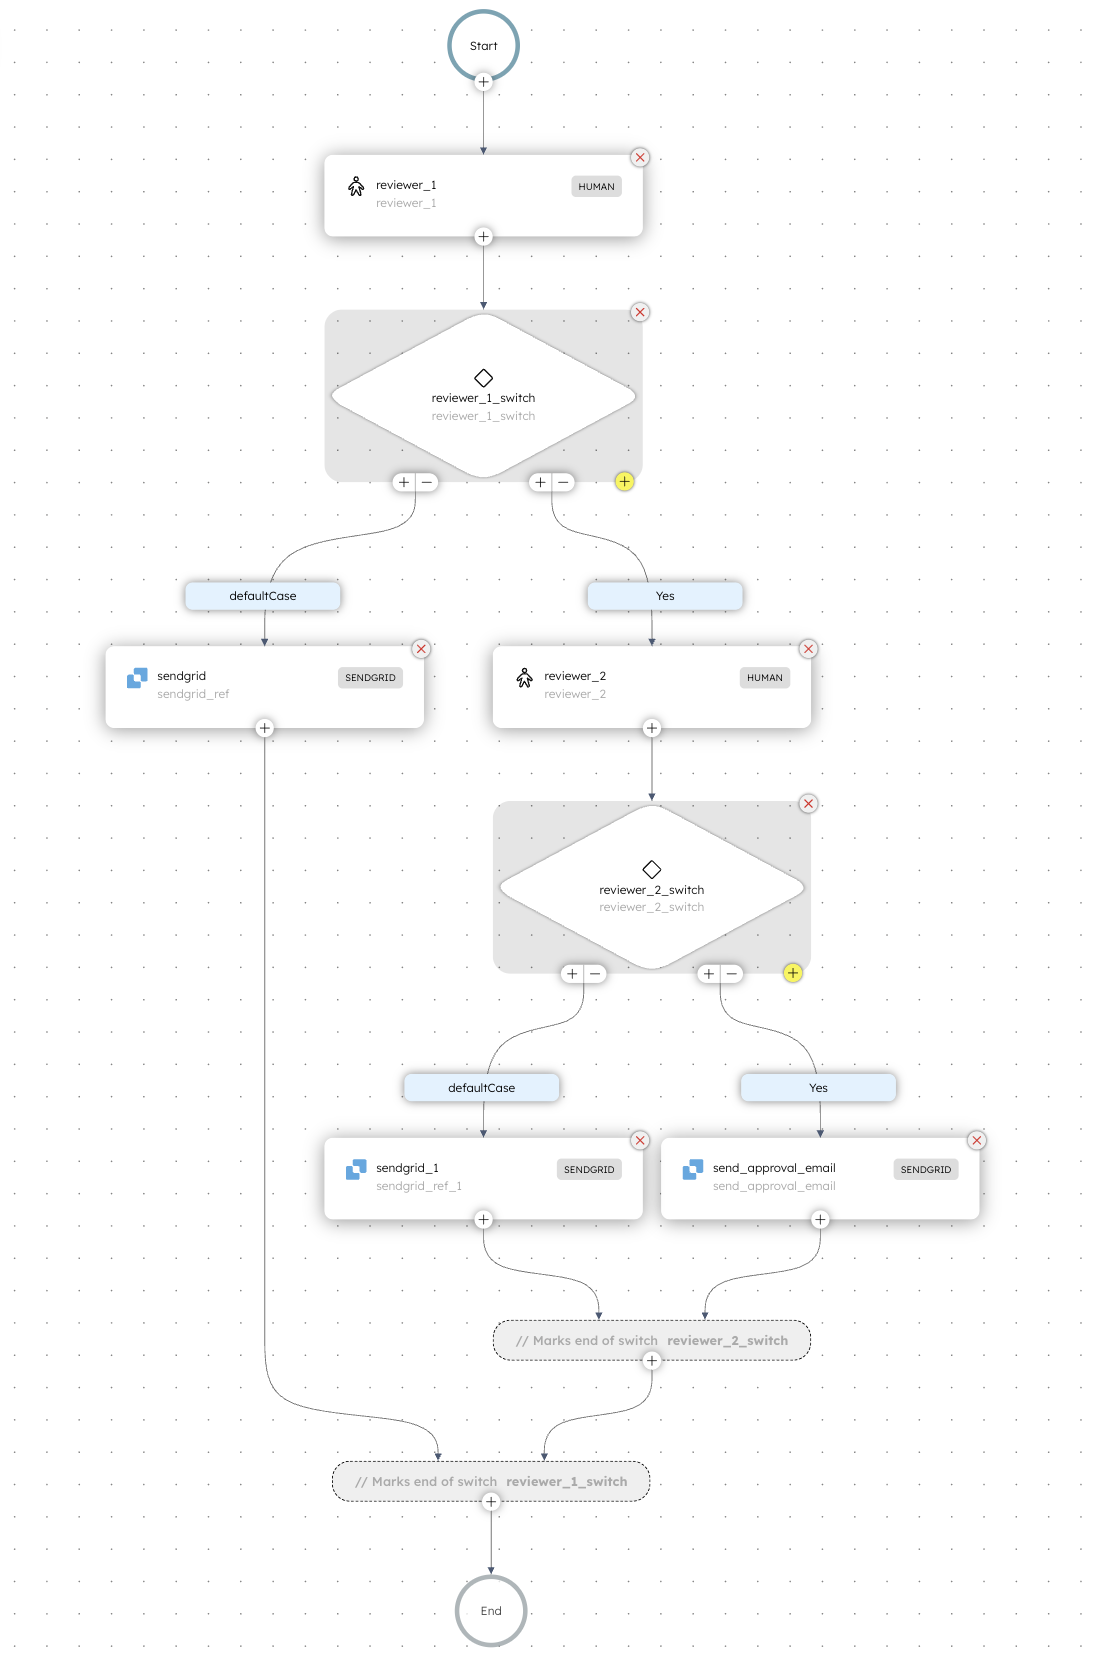 Start
reviewer_1
HUMAN
reviewer_1
reviewer_1_switch
reviewer_1_switch
defaultCase
Yes
sendgrid
SENDGRID
sendgrid_ref
reviewer_2
HUMAN
reviewer_2
reviewer_2_switch
reviewer_2_switch
defaultCase
Yes
sendgrid_1
SENDGRID
sendgrid_ref_1
send_approval_email
SENDGRID
send_approval_email
// Marks end of switch reviewer_2_switch
// Marks end of switch reviewer_1_switch
End